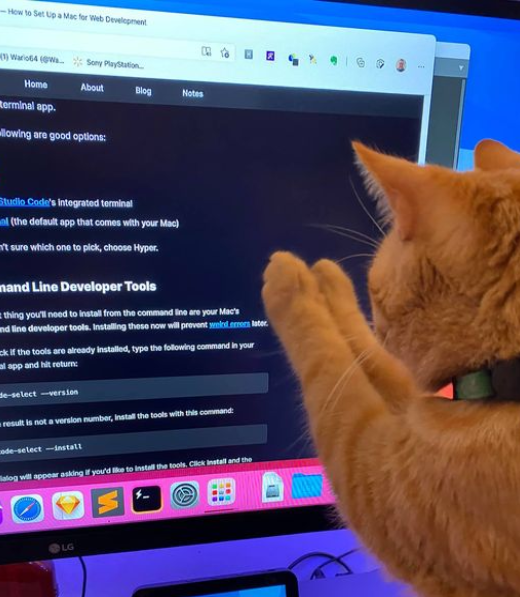 — How to Set Up a Mac for Web Development
(1) Wario64 (@Wa... Sony PlayStation...
Home About Blog Notes
terminal app.
llowing are good options:
Studio Code's integrated terminal
al (the default app that comes with your Mac)
n't sure which one to pick, choose Hyper.
mand Line Developer Tools
t thing you'll need to install from the command line are your Mac's
nd line developer tools. Installing these now will prevent weird errors later.
ck if the tools are already installed, type the following command in your
al app and hit return:
de-select --version
result is not a version number, install the tools with this command:
ode-select --install
ialog will appear asking if you'd like to install the tools. Click Install and the
LG